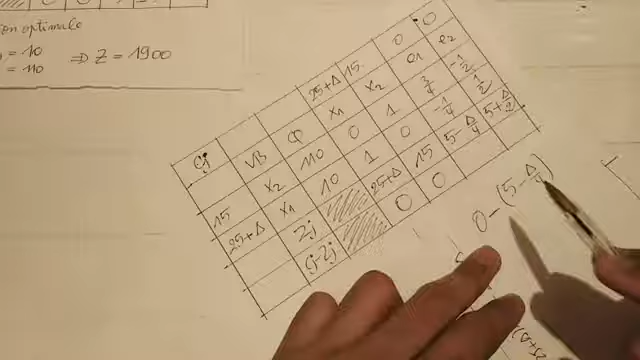 ion optimale
= 10
= 110 ⇒ Z = 1900
25+Δ 15 0 0
Cj VB Q x1 x2 e1 e2
15 x2 110 0 1 3/4 -1/2
25+Δ x1 10 1 0 -1/4 1/2
Zj 25+Δ 15 5-Δ/4 5+Δ/2
Cj-Zj 0 0
0-(5-Δ/4)